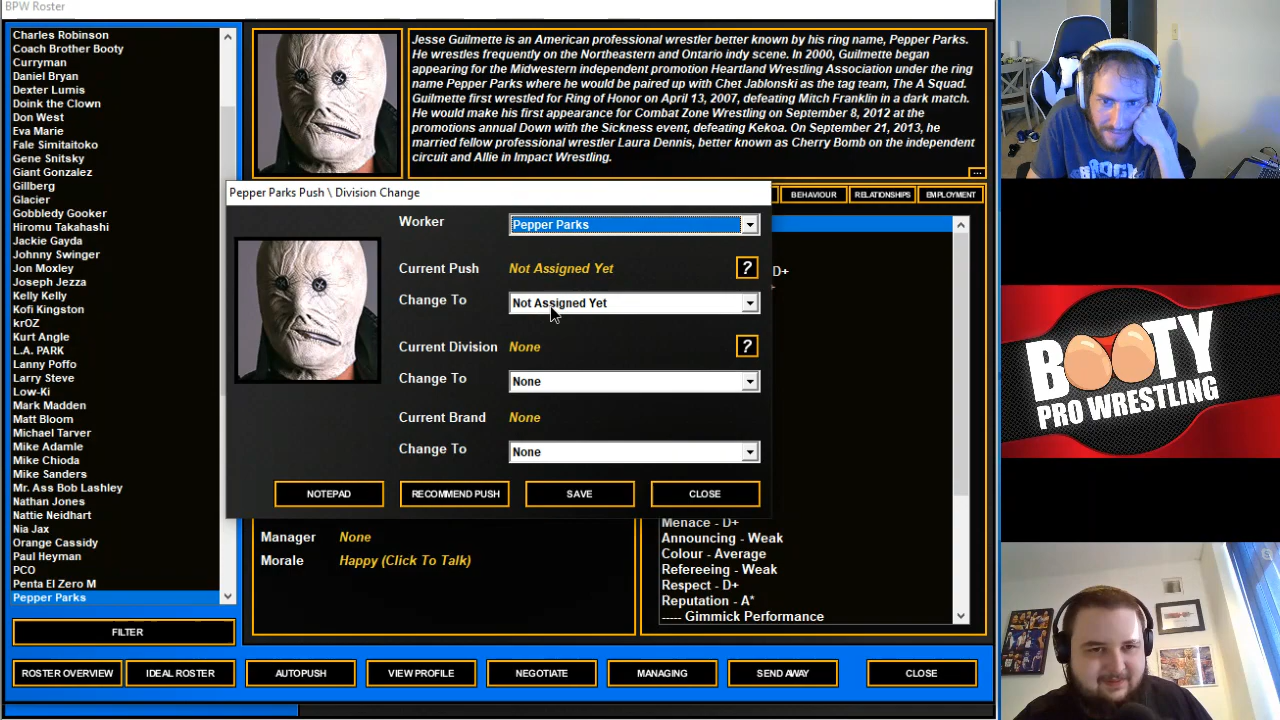 BPW Roster
Charles Robinson
Coach Brother Booty
Curryman
Daniel Bryan
Dexter Lumis
Doink the Clown
Don West
Eva Marie
Fale Simitaitoko
Gene Snitsky
Giant Gonzalez
Gillberg
Glacier
Gobbledy Gooker
Hiromu Takahashi
Jackie Gayda
Johnny Swinger
Jon Moxley
Joseph Jezza
Kelly Kelly
Kofi Kingston
krOZ
Kurt Angle
L.A. PARK
Lanny Poffo
Larry Steve
Low-Ki
Mark Madden
Matt Bloom
Michael Tarver
Mike Adamle
Mike Chioda
Mike Sanders
Mr. Ass Bob Lashley
Nathan Jones
Nattie Neidhart
Nia Jax
Orange Cassidy
Paul Heyman
PCO
Penta El Zero M
Pepper Parks
FILTER
Jesse Guilmette is an American professional wrestler better known by his ring name, Pepper Parks.
He wrestles frequently on the Northeastern and Ontario indy scene. In 2000, Guilmette began
appearing for the Midwestern independent promotion Heartland Wrestling Association under the ring
name Pepper Parks where he would be paired up with Chet Jablonski as the tag team, The A Squad.
Guilmette first wrestled for Ring of Honor on April 13, 2007, defeating Mitch Franklin in a dark match.
He would make his first appearance for Combat Zone Wrestling on September 8, 2012 at the
promotions annual Down with the Sickness event, defeating Kekoa. On September 21, 2013, he
married fellow professional wrestler Laura Dennis, better known as Cherry Bomb on the independent
circuit and Allie in Impact Wrestling.
...
BEHAVIOUR RELATIONSHIPS EMPLOYMENT
Pepper Parks Push \ Division Change
Worker Pepper Parks
Current Push Not Assigned Yet ?
Change To Not Assigned Yet
Current Division None ?
Change To None
Current Brand None
Change To None
NOTEPAD RECOMMEND PUSH SAVE CLOSE
D+
Manager None
Morale Happy (Click To Talk)
Menace - D+
Announcing - Weak
Colour - Average
Refereeing - Weak
Respect - D+
Reputation - A*
----- Gimmick Performance
ROSTER OVERVIEW IDEAL ROSTER AUTOPUSH VIEW PROFILE NEGOTIATE MANAGING SEND AWAY CLOSE
BOOTY
PRO WRESTLING